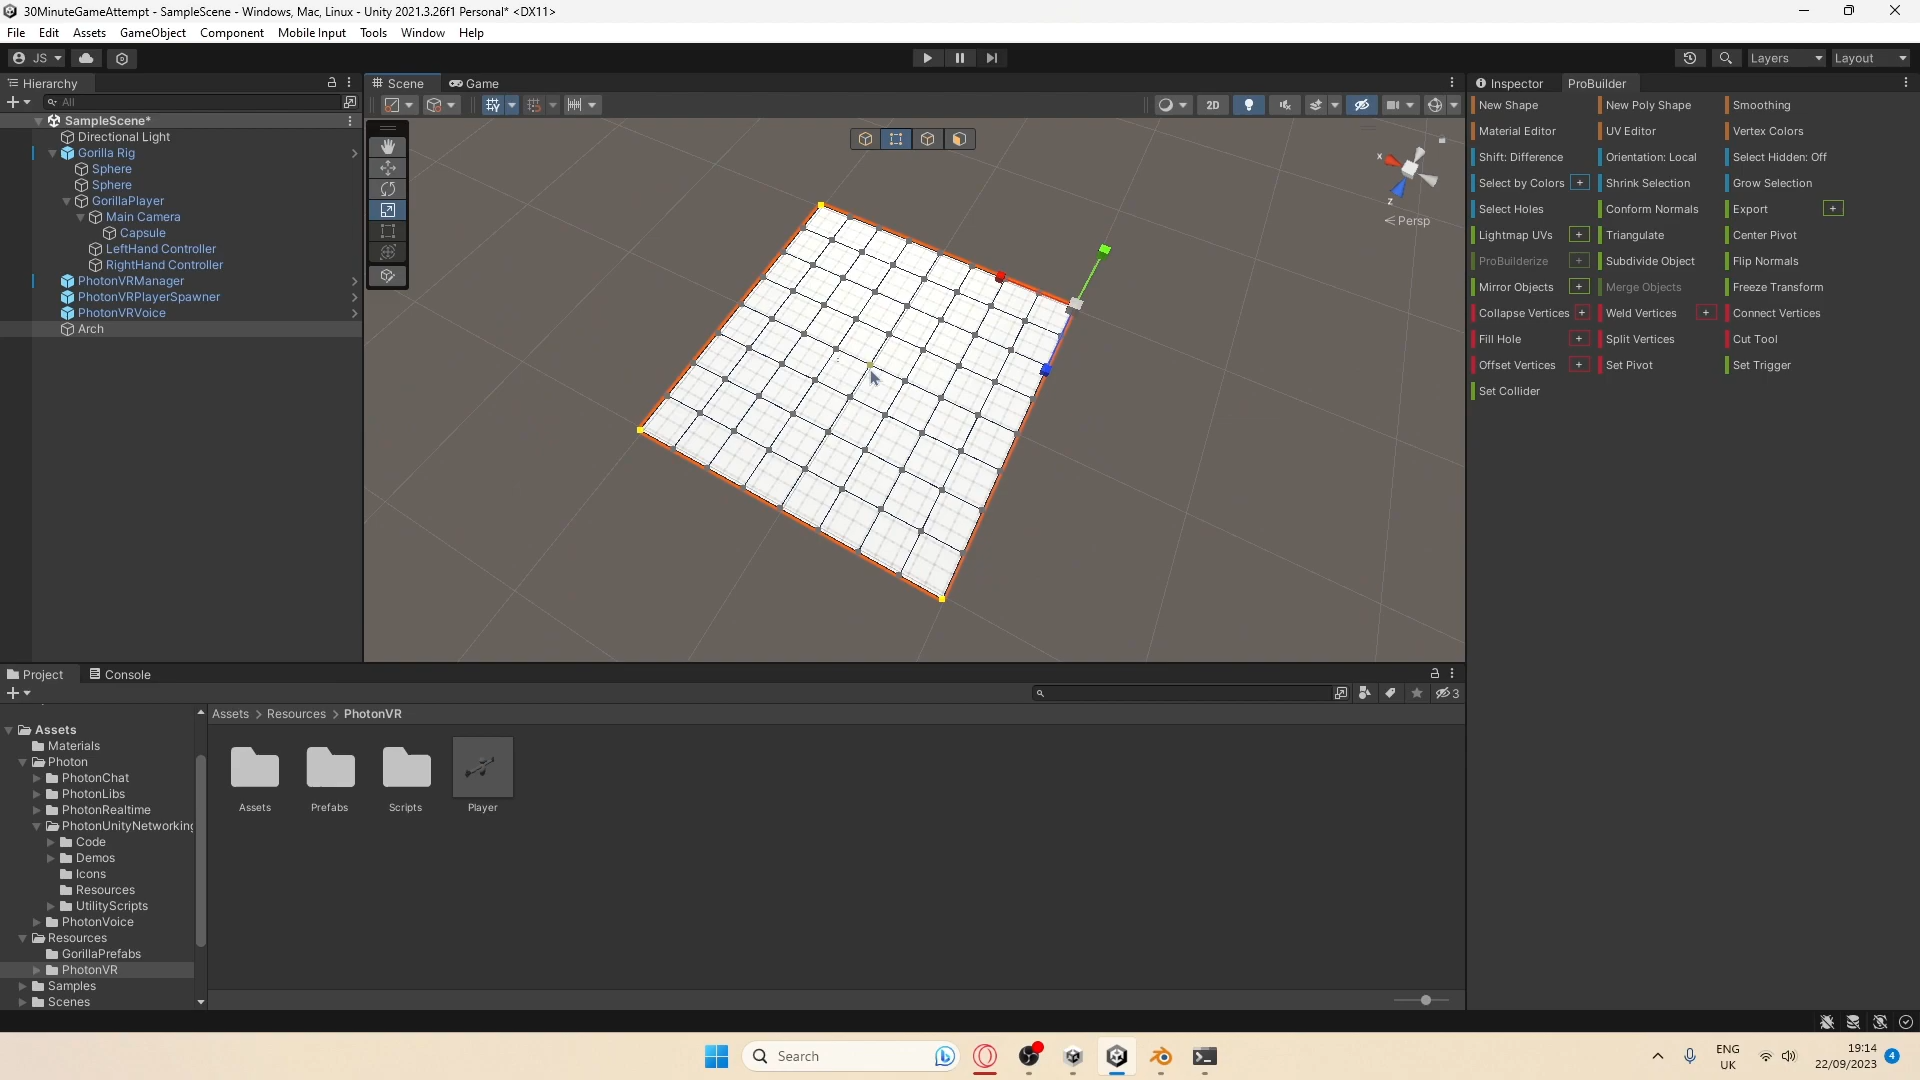 30MinuteGameAttempt - SampleScene - Windows, Mac, Linux - Unity 2021.3.26f1 Personal* <DX11>
File Edit Assets GameObject Component Mobile Input Tools Window Help
JS
Layers
Layout
Hierarchy
All
SampleScene*
Directional Light
Gorilla Rig
Sphere
Sphere
GorillaPlayer
Main Camera
Capsule
LeftHand Controller
RightHand Controller
PhotonVRManager
PhotonVRPlayerSpawner
PhotonVRVoice
Arch
Scene
Game
2D
x
z
Persp
Inspector
ProBuilder
New Shape
New Poly Shape
Smoothing
Material Editor
UV Editor
Vertex Colors
Shift: Difference
Orientation: Local
Select Hidden: Off
Select by Colors +
Shrink Selection
Grow Selection
Select Holes
Conform Normals
Export +
Lightmap UVs +
Triangulate
Center Pivot
ProBuilderize +
Subdivide Object
Flip Normals
Mirror Objects +
Merge Objects
Freeze Transform
Collapse Vertices +
Weld Vertices +
Connect Vertices
Fill Hole +
Split Vertices
Cut Tool
Offset Vertices +
Set Pivot
Set Trigger
Set Collider
Project
Console
3
Assets
Materials
Photon
PhotonChat
PhotonLibs
PhotonRealtime
PhotonUnityNetworking
Code
Demos
Icons
Resources
UtilityScripts
PhotonVoice
Resources
GorillaPrefabs
PhotonVR
Samples
Scenes
Assets > Resources > PhotonVR
Assets
Prefabs
Scripts
Player
Search
ENG
UK
19:14
22/09/2023
4